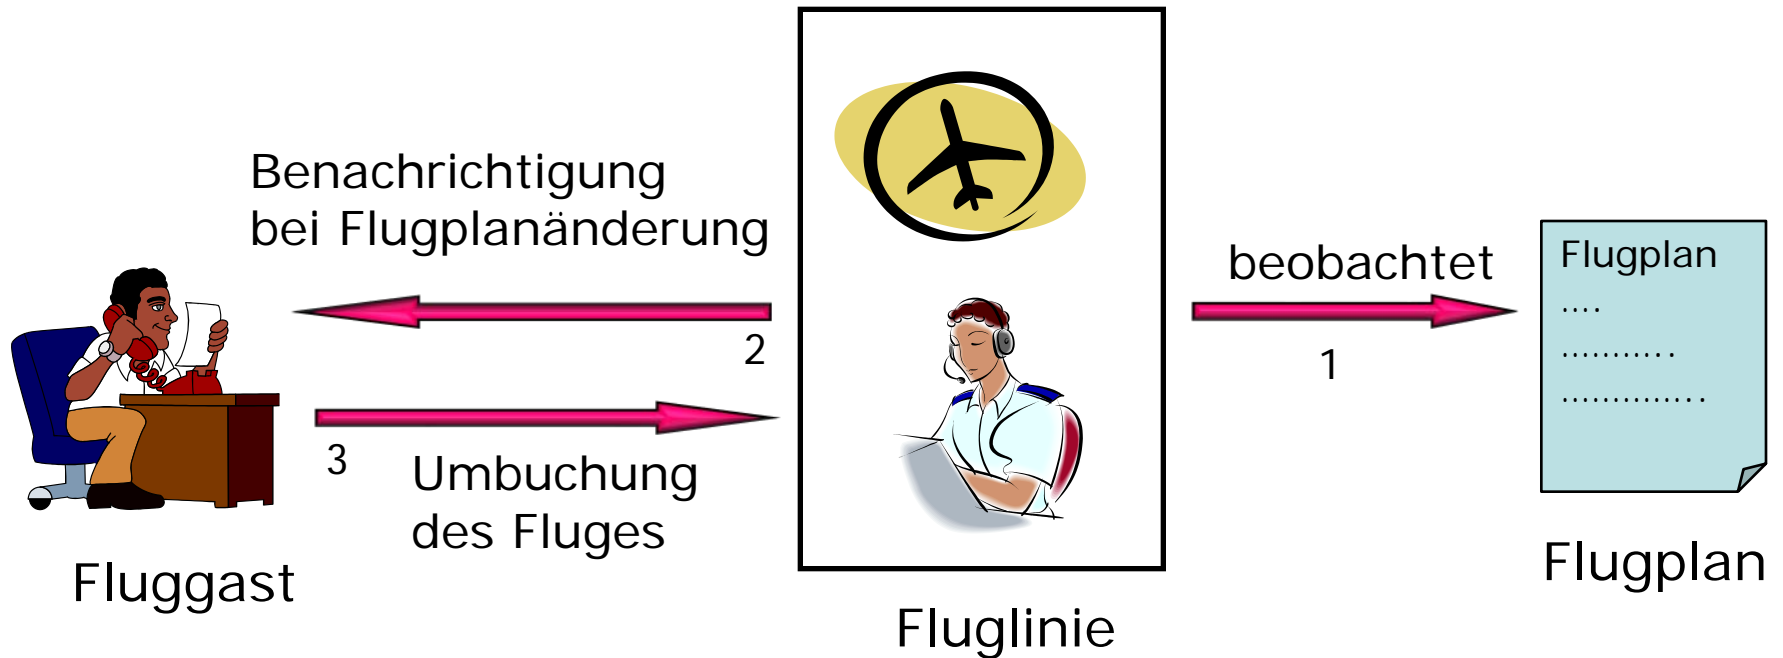 Benachrichtigung
bei Flugplanänderung
2
3
Umbuchung
des Fluges
Fluggast
Fluglinie
beobachtet
1
Flugplan
....
...........
..............
Flugplan